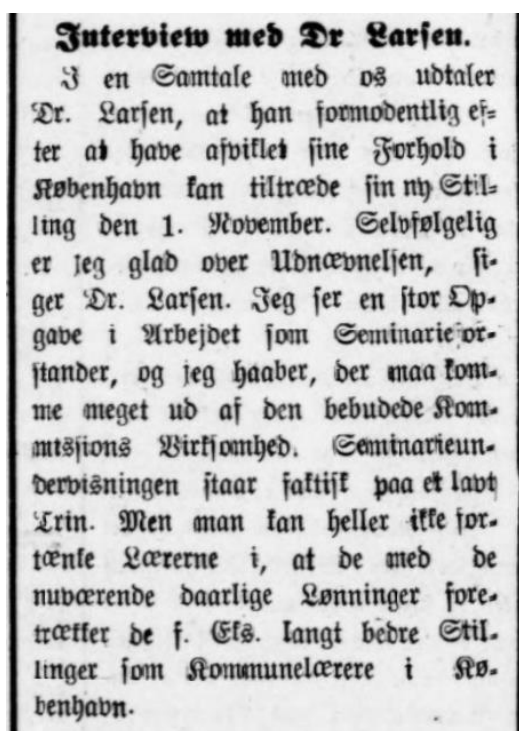 Interview med Dr Larsen.
I en Samtale med os udtaler
Dr. Larsen, at han formodentlig ef-
ter at have afviklet sine Forhold i
København kan tiltræde sin ny Stil-
ling den 1. November. Selvfølgelig
er jeg glad over Udnævnelsen, si-
ger Dr. Larsen. Jeg ser en stor Op-
gave i Arbejdet som Seminariefor-
stander, og jeg haaber, der maa kom-
me meget ud af den bebudede Kom-
missions Virksomhed. Seminarieun-
dervisningen staar faktisk paa et lavt
Trin. Men man kan heller ikke for-
tænke Lærerne i, at de med de
nuværende daarlige Lønninger fore-
trækker de f. Eks. langt bedre Stil-
linger som Kommunelærere i Kø-
benhavn.